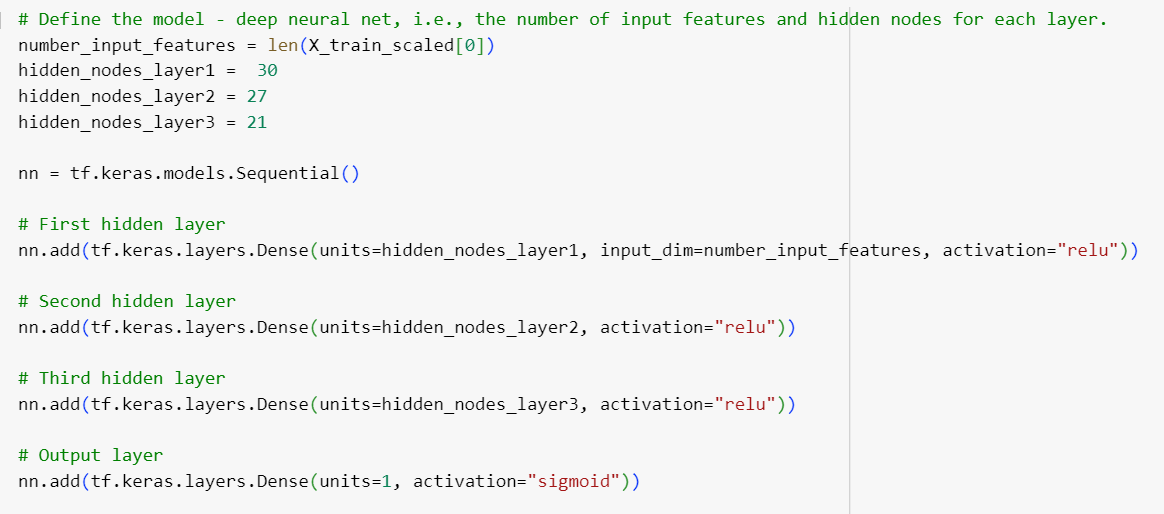 # Define the model - deep neural net, i.e., the number of input features and hidden nodes for each layer.
number_input_features = len(X_train_scaled[0])
hidden_nodes_layer1 =  30
hidden_nodes_layer2 = 27
hidden_nodes_layer3 = 21

nn = tf.keras.models.Sequential()

# First hidden layer
nn.add(tf.keras.layers.Dense(units=hidden_nodes_layer1, input_dim=number_input_features, activation="relu"))

# Second hidden layer
nn.add(tf.keras.layers.Dense(units=hidden_nodes_layer2, activation="relu"))

# Third hidden layer
nn.add(tf.keras.layers.Dense(units=hidden_nodes_layer3, activation="relu"))

# Output layer
nn.add(tf.keras.layers.Dense(units=1, activation="sigmoid"))